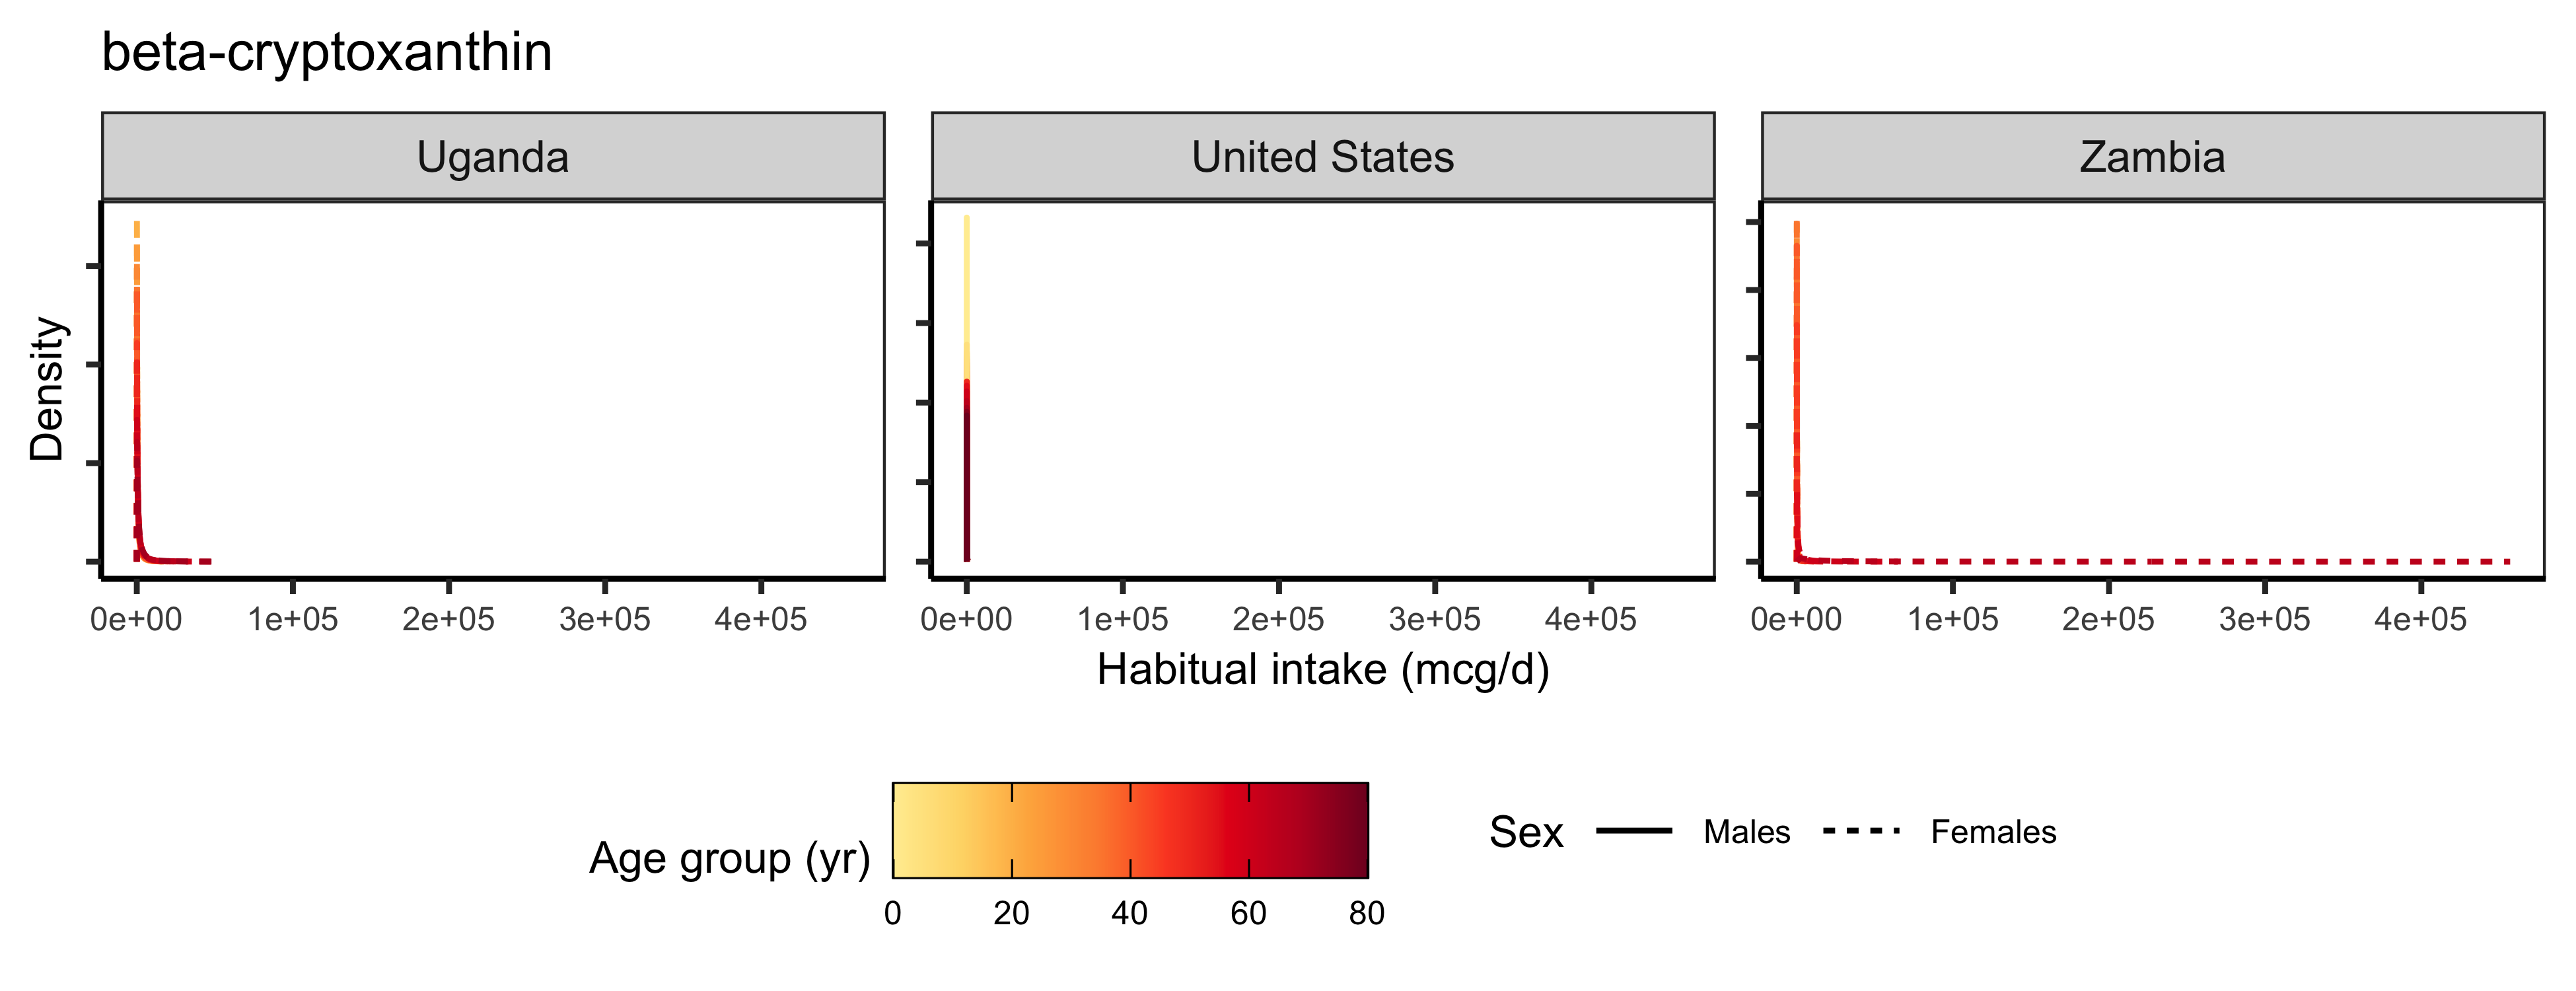 beta-cryptoxanthin
Uganda United States Zambia
Density
0e+00 1e+05 2e+05 3e+05 4e+05 0e+00 1e+05 2e+05 3e+05 4e+05 0e+00 1e+05 2e+05 3e+05 4e+05
Habitual intake (mcg/d)
Age group (yr)
0 20 40 60 80
Sex Males Females